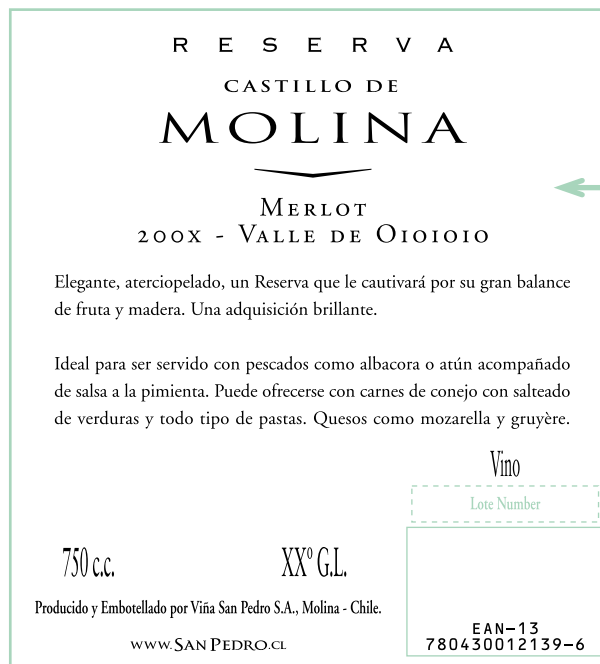 RESERVA
CASTILLO DE
MOLINA
MERLOT
200X - VALLE DE OIOIOIO
Elegante, aterciopelado, un Reserva que le cautivará por su gran balance
de fruta y madera. Una adquisición brillante.
Ideal para ser servido con pescados como albacora o atún acompañado
de salsa a la pimienta. Puede ofrecerse con carnes de conejo con salteado
de verduras y todo tipo de pastas. Quesos como mozarella y gruyère.
Vino
Lote Number
750 c.c. XXº G.L.
Producido y Embotellado por Viña San Pedro S.A., Molina - Chile.
WWW.SAN PEDRO.CL
EAN-13
780430012139-6